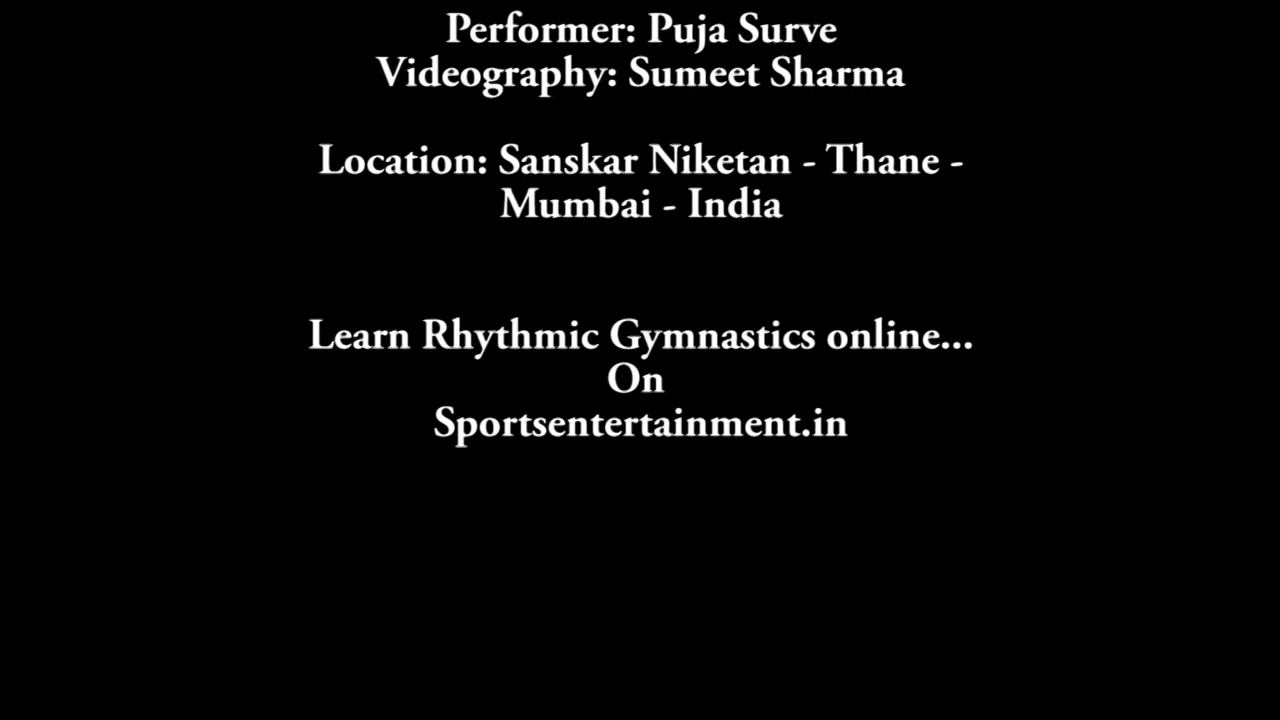 Performer: Puja Surve
Videography: Sumeet Sharma
Location: Sanskar Niketan - Thane -
Mumbai - India
Learn Rhythmic Gymnastics online...
On
Sportsentertainment.in